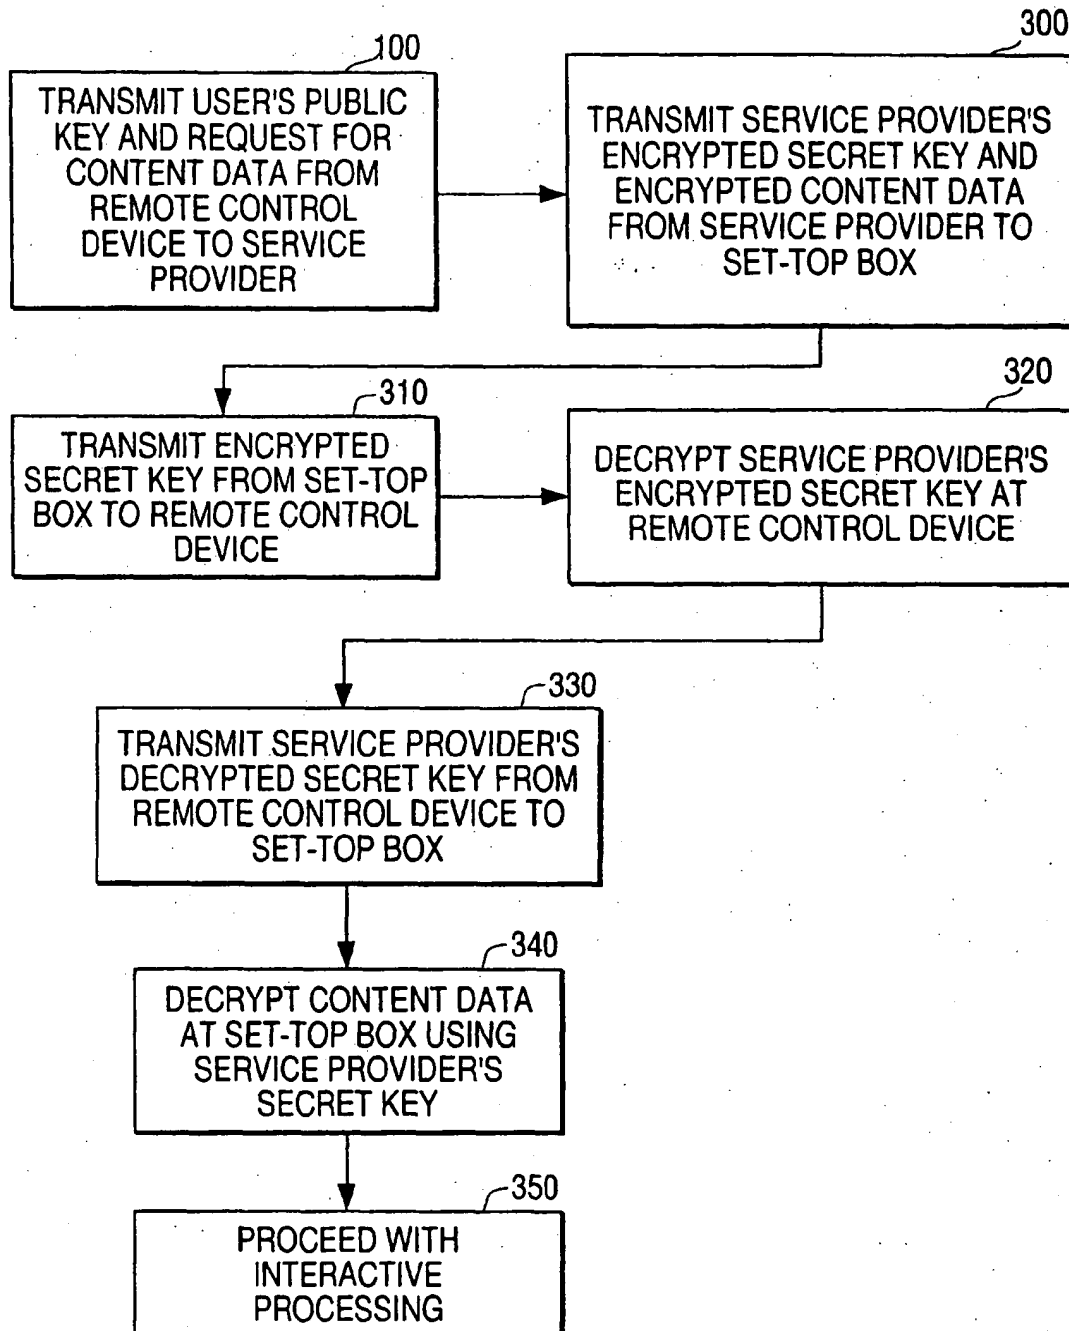 100
TRANSMIT USER'S PUBLIC
KEY AND REQUEST FOR
CONTENT DATA FROM
REMOTE CONTROL
DEVICE TO SERVICE
PROVIDER
300
TRANSMIT SERVICE PROVIDER'S
ENCRYPTED SECRET KEY AND
ENCRYPTED CONTENT DATA
FROM SERVICE PROVIDER TO
SET-TOP BOX
310
TRANSMIT ENCRYPTED
SECRET KEY FROM SET-TOP
BOX TO REMOTE CONTROL
DEVICE
320
DECRYPT SERVICE PROVIDER'S
ENCRYPTED SECRET KEY AT
REMOTE CONTROL DEVICE
330
TRANSMIT SERVICE PROVIDER'S
DECRYPTED SECRET KEY FROM
REMOTE CONTROL DEVICE TO
SET-TOP BOX
340
DECRYPT CONTENT DATA
AT SET-TOP BOX USING
SERVICE PROVIDER'S
SECRET KEY
350
PROCEED WITH
INTERACTIVE
PROCESSING